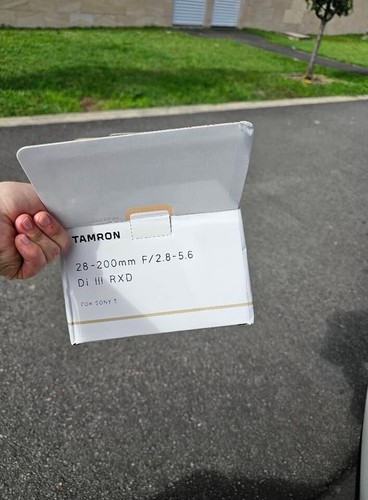 TAMRON
28-200mm F/2.8-5.6
Di III RXD
FOR SONY E